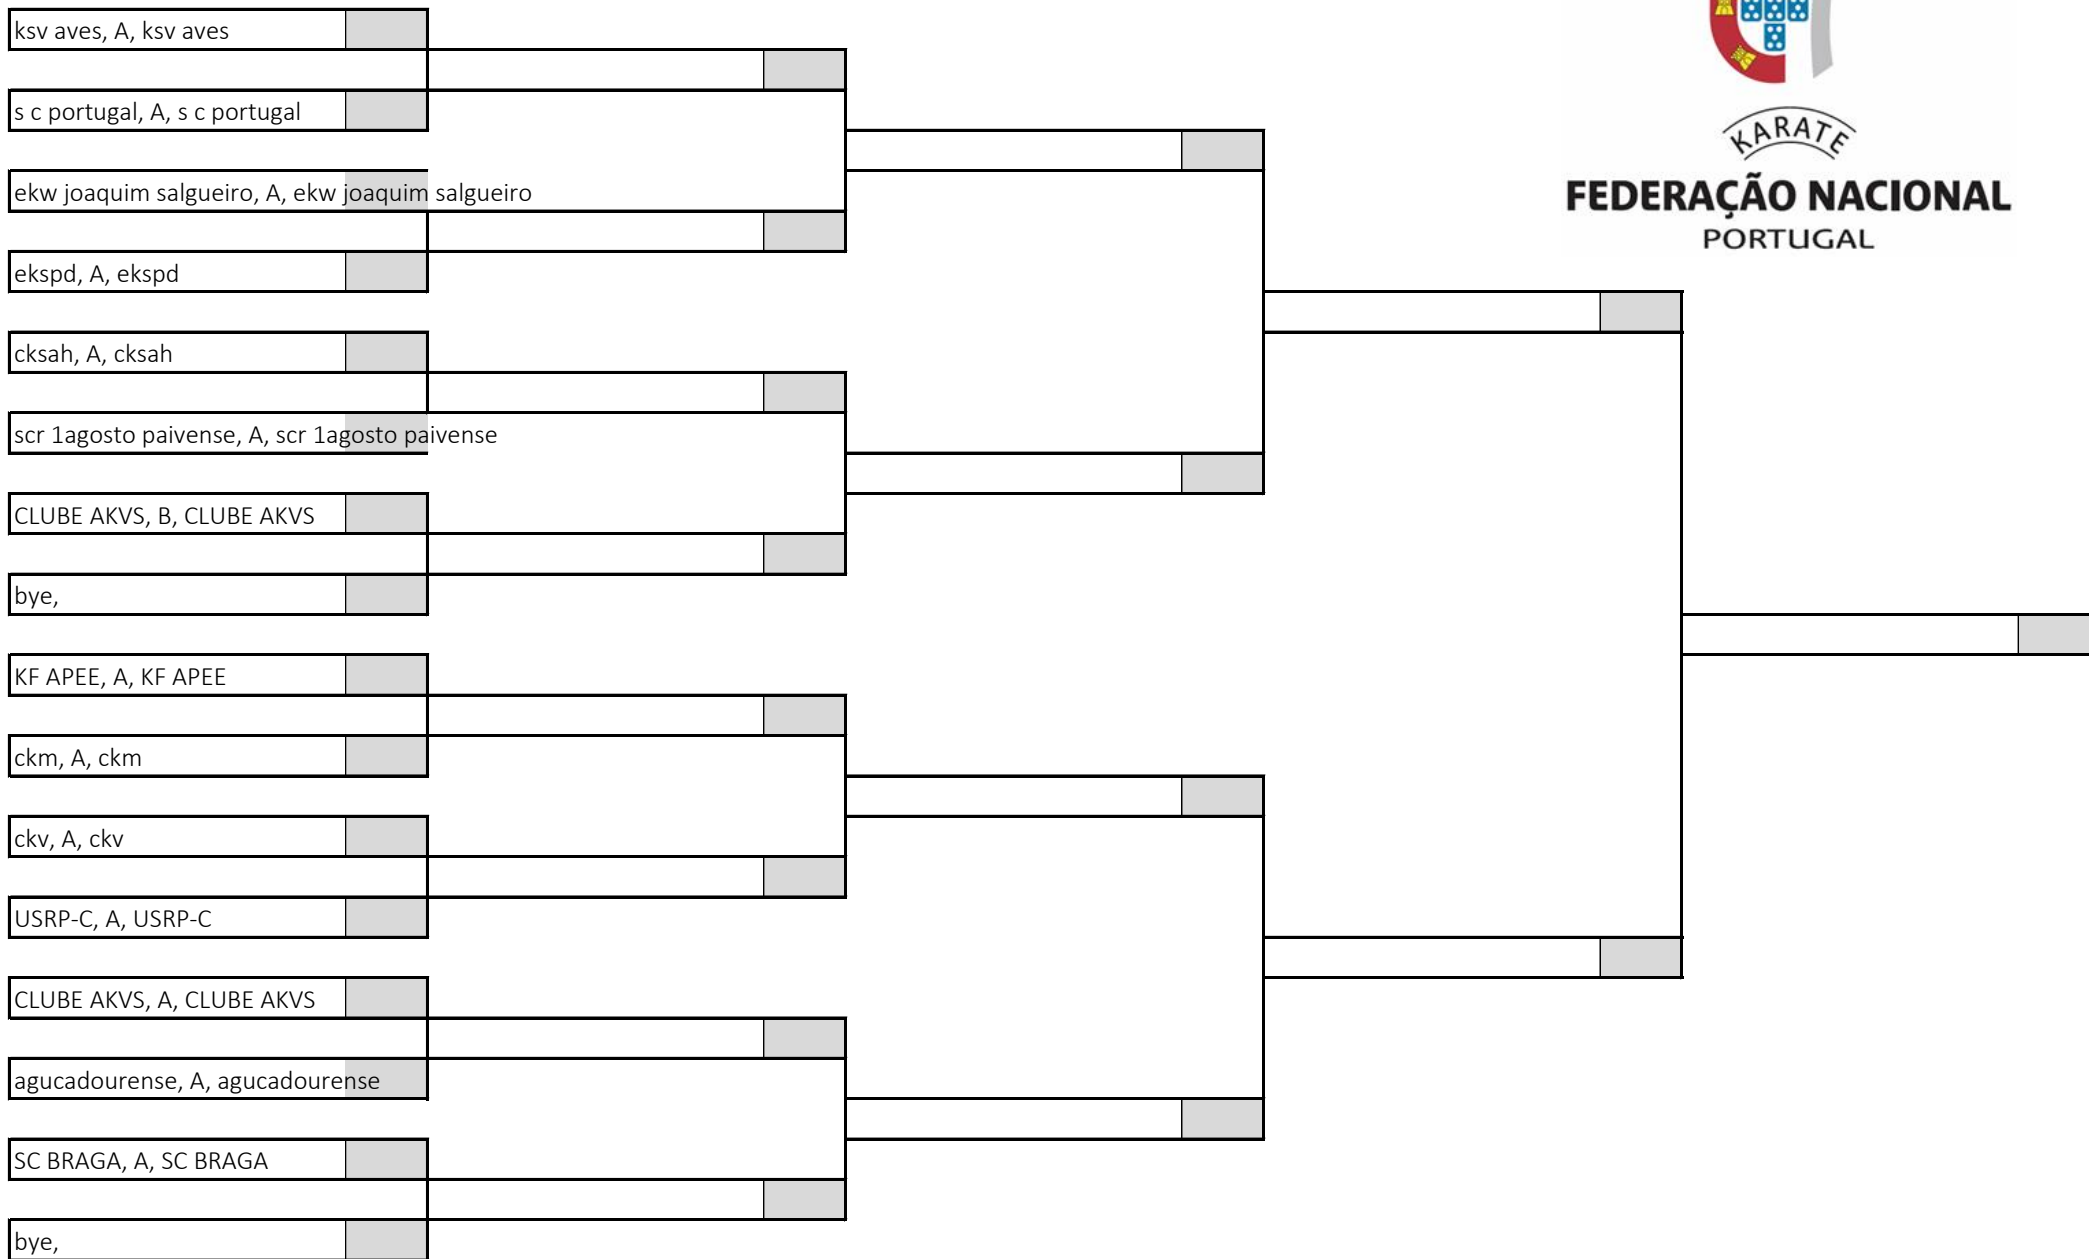 ksv aves, A, ksv aves
s c portugal, A, s c portugal
ekw joaquim salgueiro, A, ekw joaquim salgueiro
ekspd, A, ekspd
cksah, A, cksah
scr 1agosto paivense, A, scr 1agosto paivense
CLUBE AKVS, B, CLUBE AKVS
bye,
KF APEE, A, KF APEE
ckm, A, ckm
ckv, A, ckv
USRP-C, A, USRP-C
CLUBE AKVS, A, CLUBE AKVS
agucadourense, A, agucadourense
SC BRAGA, A, SC BRAGA
bye,
KARATE
FEDERAÇÃO NACIONAL
PORTUGAL